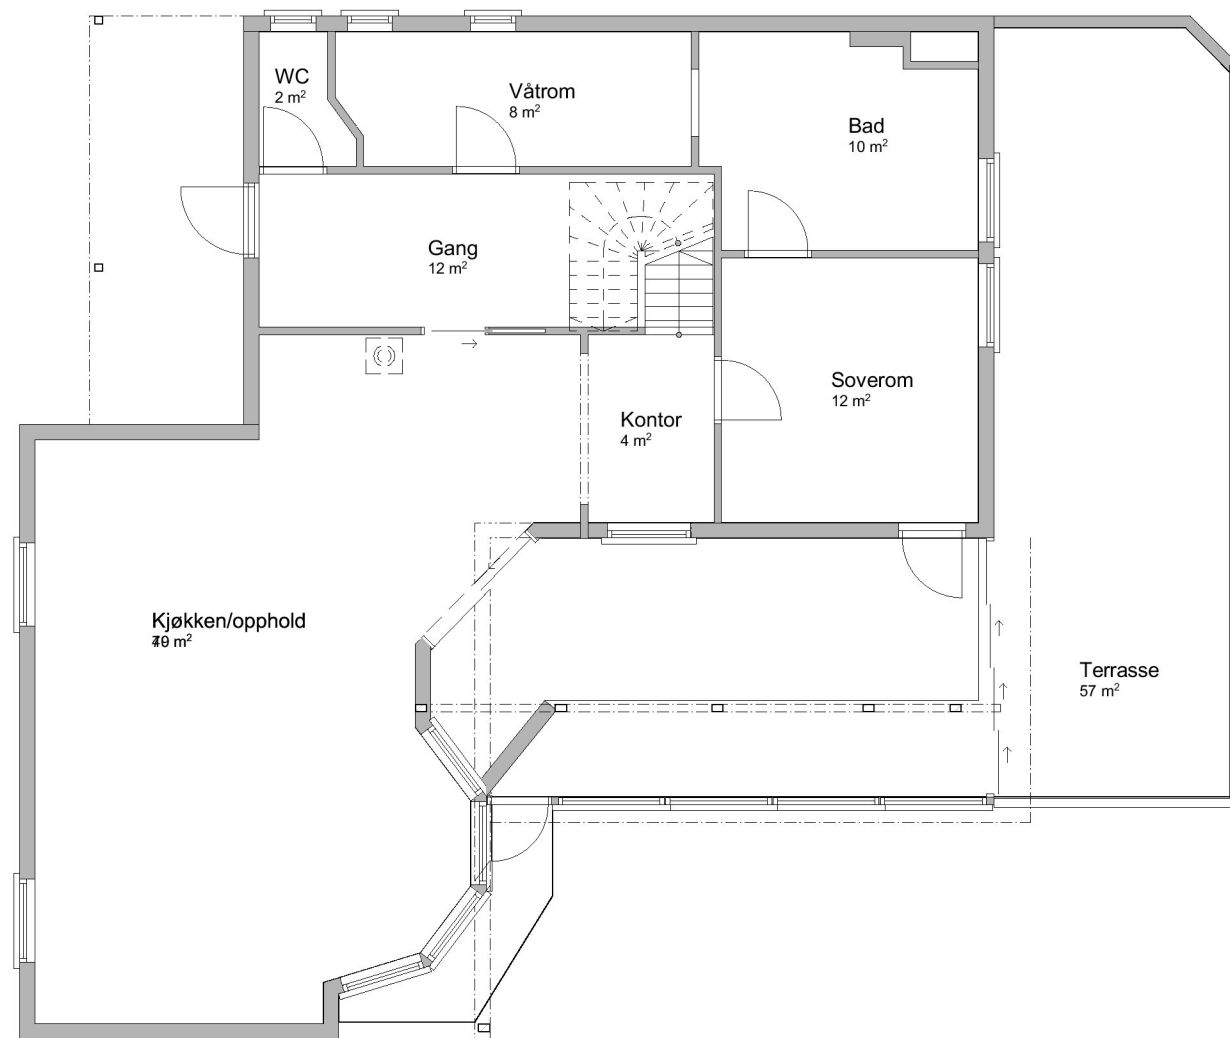 WC
2 m²
Våtrom
8 m²
Bad
10 m²
Gang
12 m²
Soverom
12 m²
Kontor
4 m²
Kjøkken/opphold
m²
Terrasse
57 m²